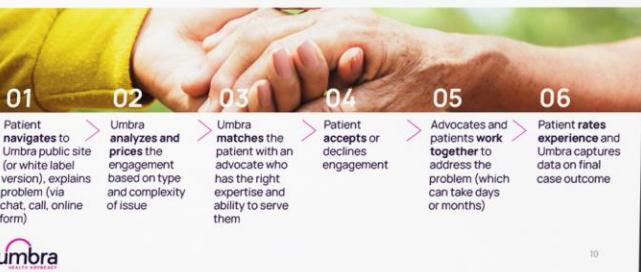 01
Patient
navigates to
Umbra public site
(or white label
version), explains
problem (via
chat, call, online
form)
02
Umbra
analyzes and
prices the
engagement
based on type
and complexity
of issue
03
Umbra
matches the
patient with an
advocate who
has the right
expertise and
ability to serve
them
04
Patient
accepts or
declines
engagement
05
Advocates and
patients work
together to
address the
problem (which
can take days
or months)
06
Patient rates
experience and
Umbra captures
data on final
case outcome
umbra
HEALTH ADVOCACY
10